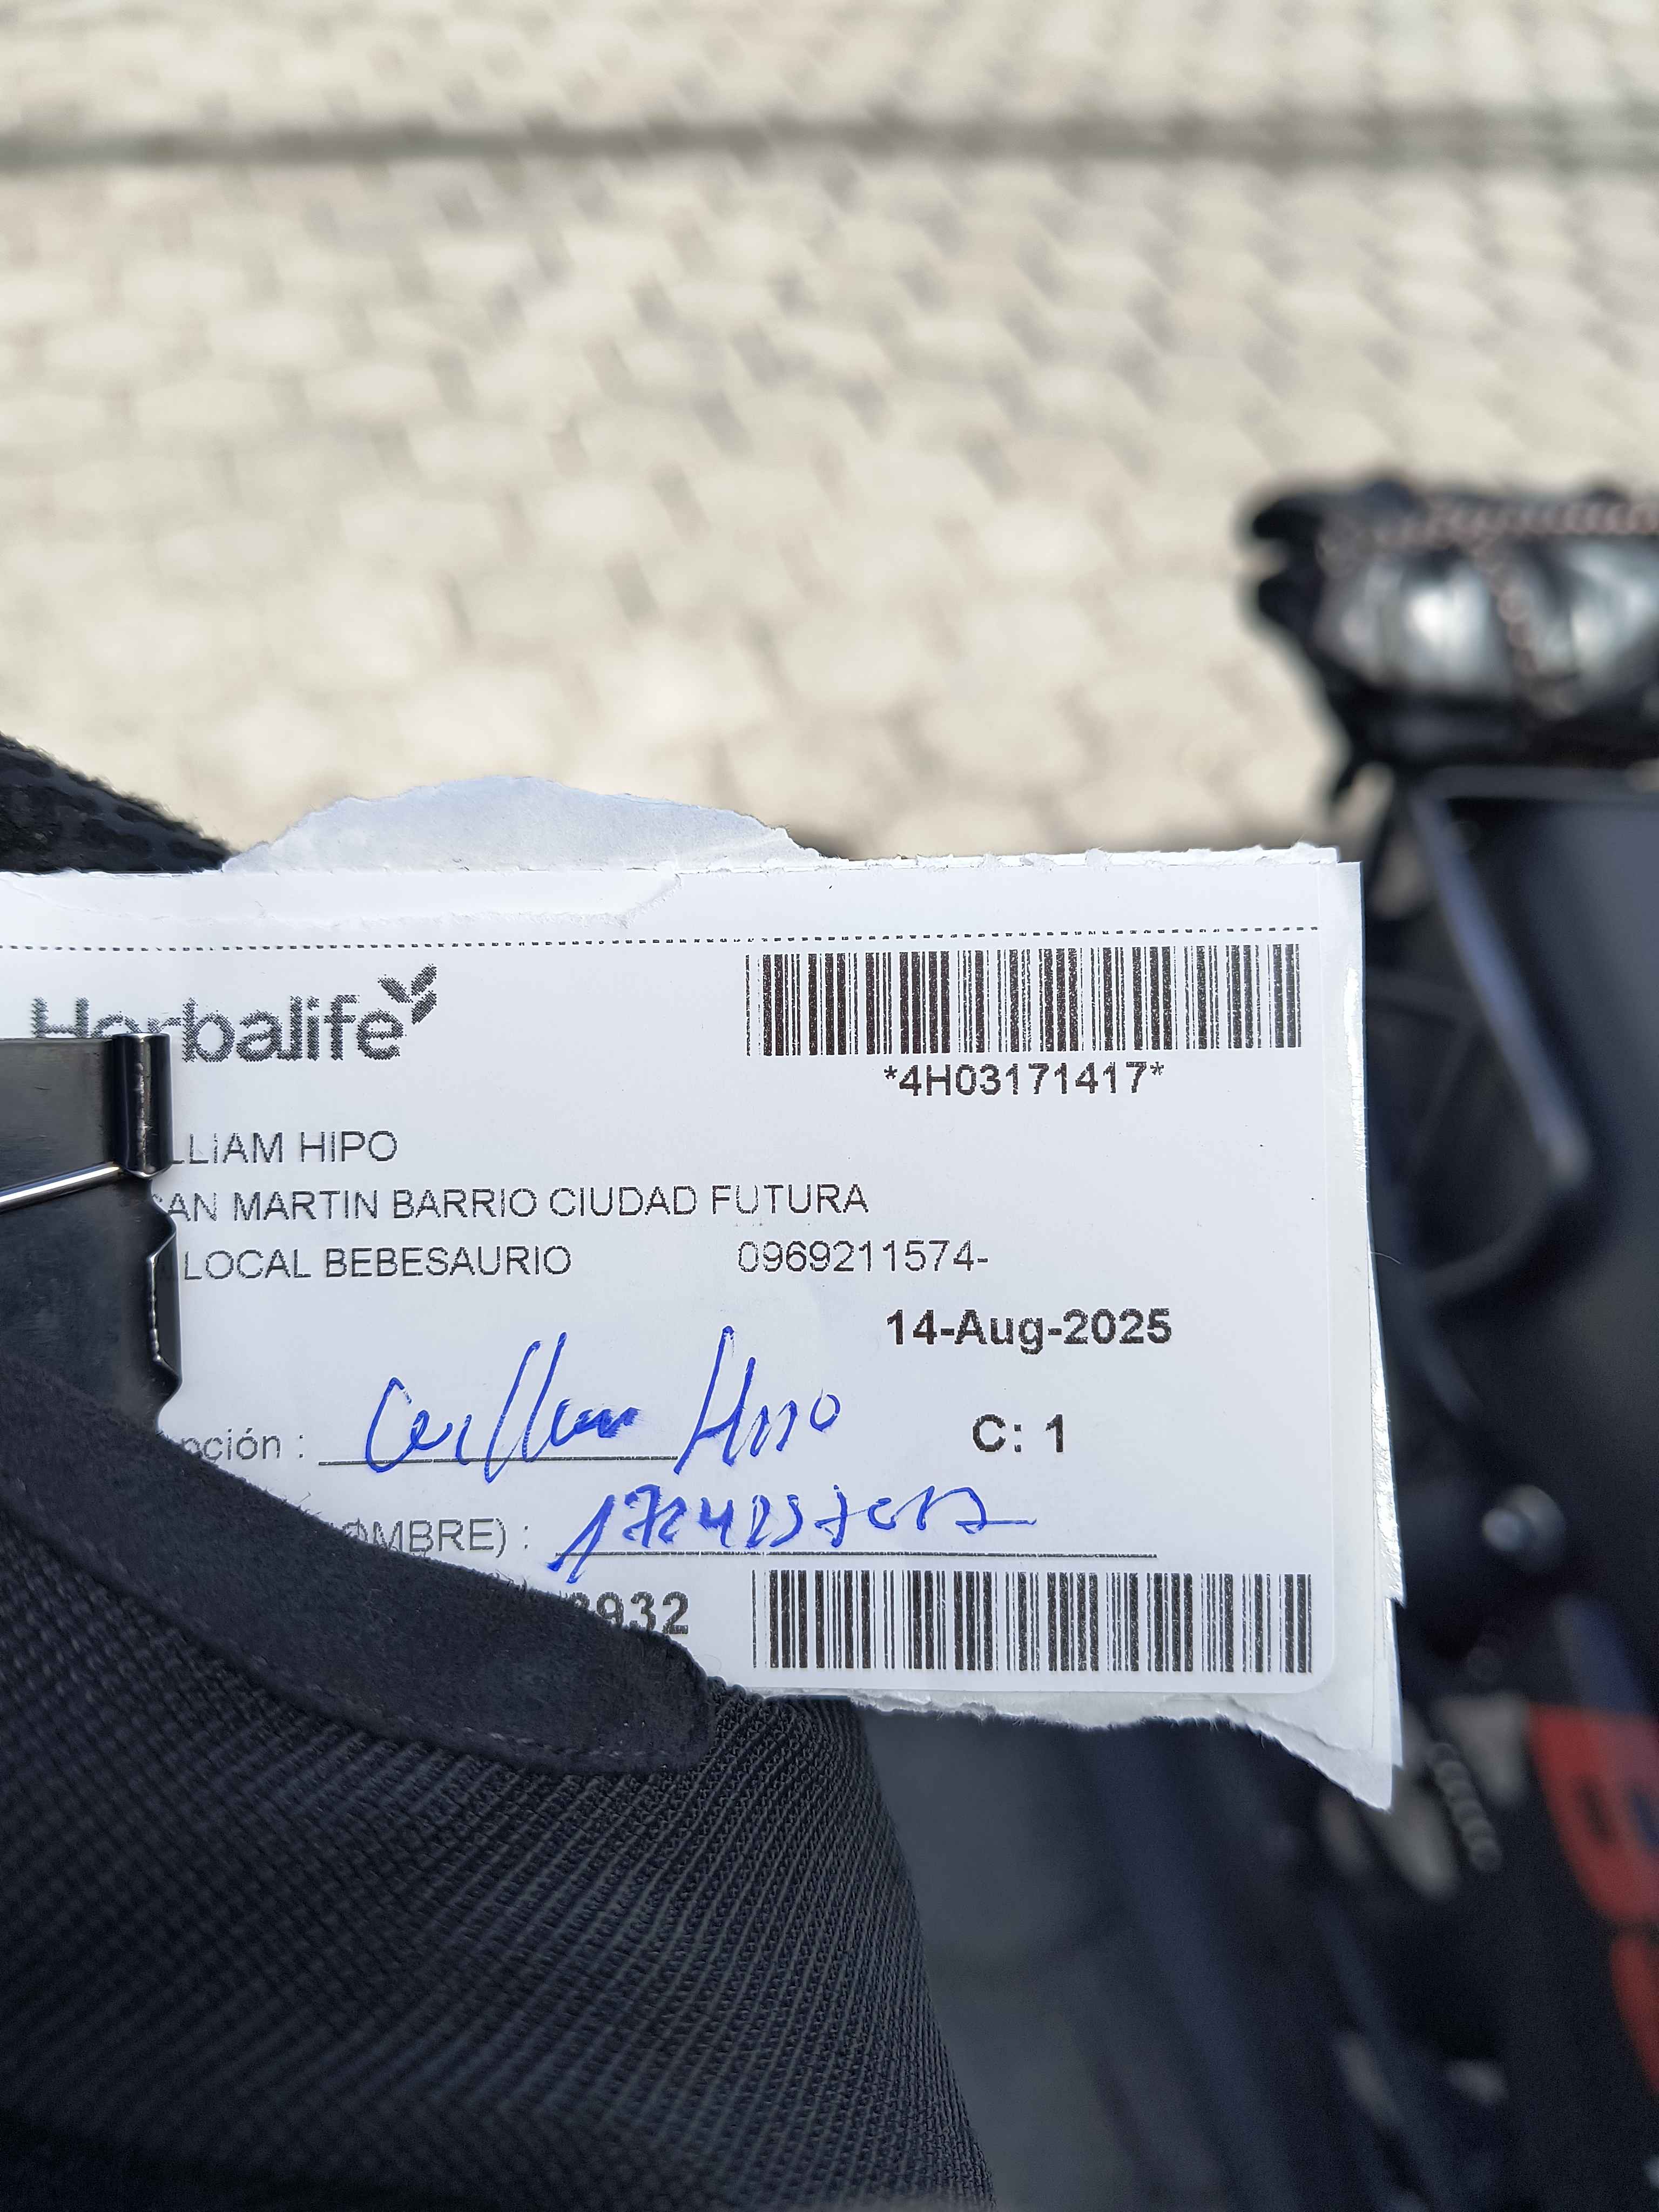 Herbalife
*4H03171417*
LLIAM HIPO
SAN MARTIN BARRIO CIUDAD FUTURA
LOCAL BEBESAURIO 0969211574-
14-Aug-2025
pción : Hipo C: 1
OMBRE) :
932